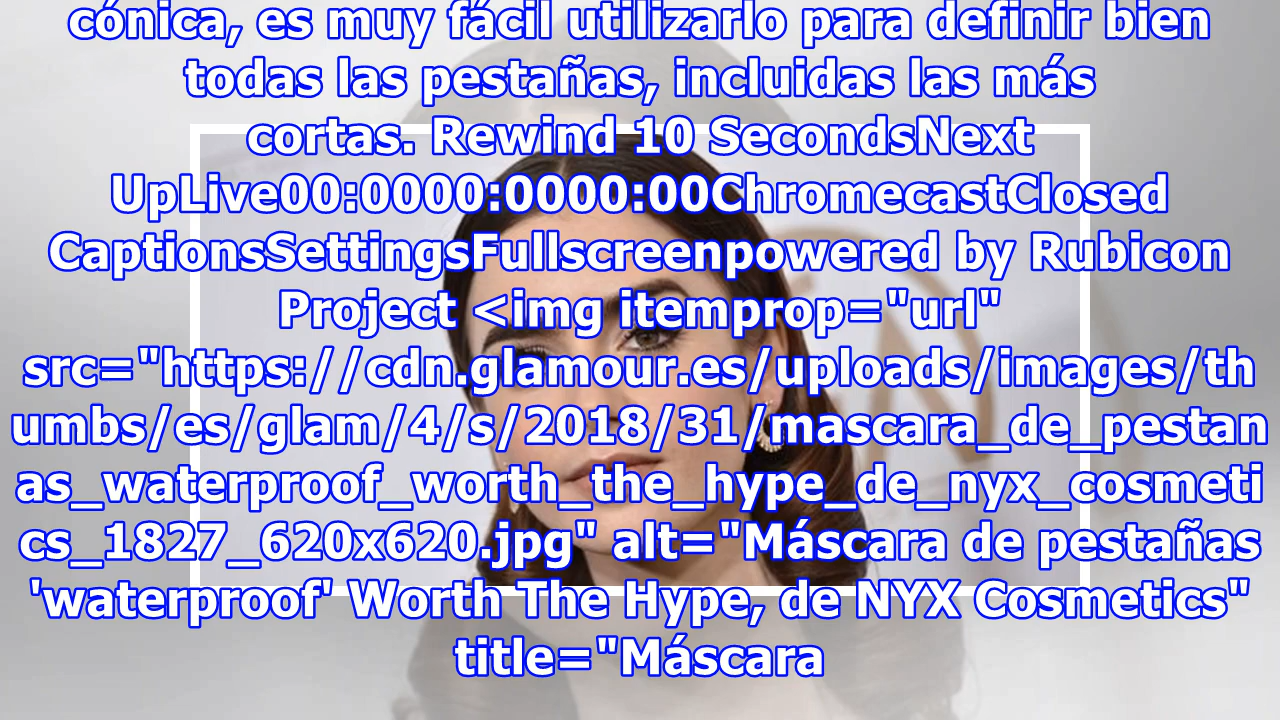 cónica, es muy fácil utilizarlo para definir bien
todas las pestañas, incluidas las más
cortas. Rewind 10 SecondsNext
UpLive00:0000:0000:00ChromecastClosed
CaptionsSettingsFullscreenpowered by Rubicon
Project <img itemprop="url"
src="https://cdn.glamour.es/uploads/images/th
umbs/es/glam/4/s/2018/31/mascara_de_pestan
as_waterproof_worth_the_hype_de_nyx_cosmeti
cs_1827_620x620.jpg" alt="Máscara de pestañas
'waterproof' Worth The Hype, de NYX Cosmetics"
title="Máscara